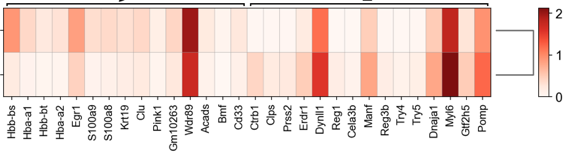 2
1
0
Hbb-bs
Hba-a1
Hbb-bt
Hba-a2
Egr1
S100a9
S100a8
Krt19
Clu
Pink1
Gm10263
Wdr89
Acads
Bmf
Cd33
Ctrb1
Clps
Prss2
Erdr1
Dynll1
Reg1
Cela3b
Manf
Reg3b
Try4
Try5
Dnaja1
Myl6
Gtf2h5
Pomp